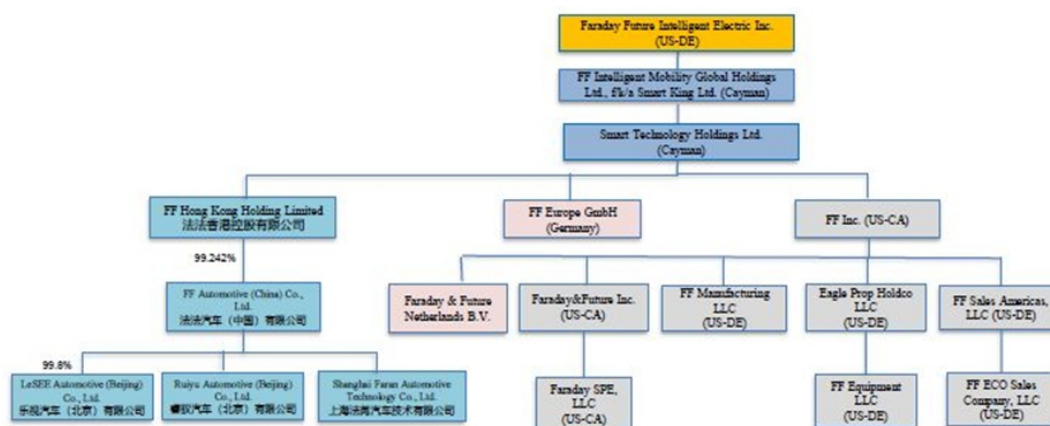 Faraday Future Intelligent Electric Inc.
(US-DE)
FF Intelligent Mobility Global Holdings
Ltd., f/k/a Smart King Ltd. (Cayman)
Smart Technology Holdings Ltd.
(Cayman)
FF Hong Kong Holding Limited
法法香港控股有限公司
FF Europe GmbH
(Germany)
FF Inc. (US-CA)
99.242%
FF Automotive (China) Co.,
Ltd.
法法汽车（中国）有限公司
Faraday & Future
Netherlands B.V.
Faraday&Future Inc.
(US-CA)
FF Manufacturing
LLC
(US-DE)
Eagle Prop Holdco
LLC
(US-DE)
FF Sales Americas,
LLC (US-DE)
99.8%
LeSEE Automotive (Beijing)
Co., Ltd.
乐视汽车（北京）有限公司
Ruiyu Automotive (Beijing)
Co., Ltd.
睿驭汽车（北京）有限公司
Shanghai Faran Automotive
Technology Co., Ltd.
上海法苒汽车技术有限公司
Faraday SPE,
LLC
(US-CA)
FF Equipment
LLC
(US-DE)
FF ECO Sales
Company, LLC
(US-DE)